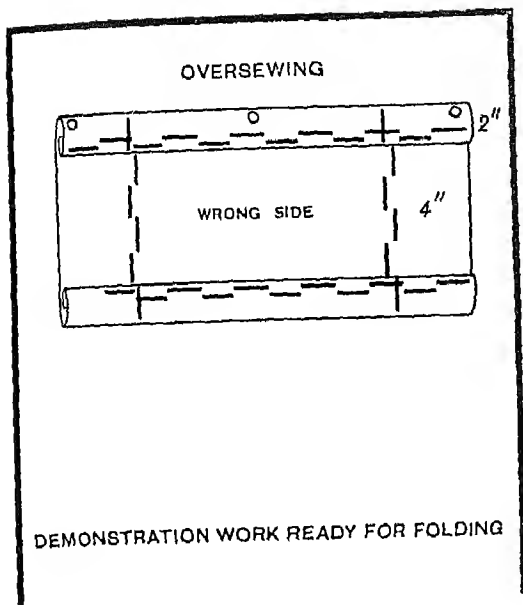 OVERSEWING
2"
WRONG SIDE
4"
DEMONSTRATION WORK READY FOR FOLDING